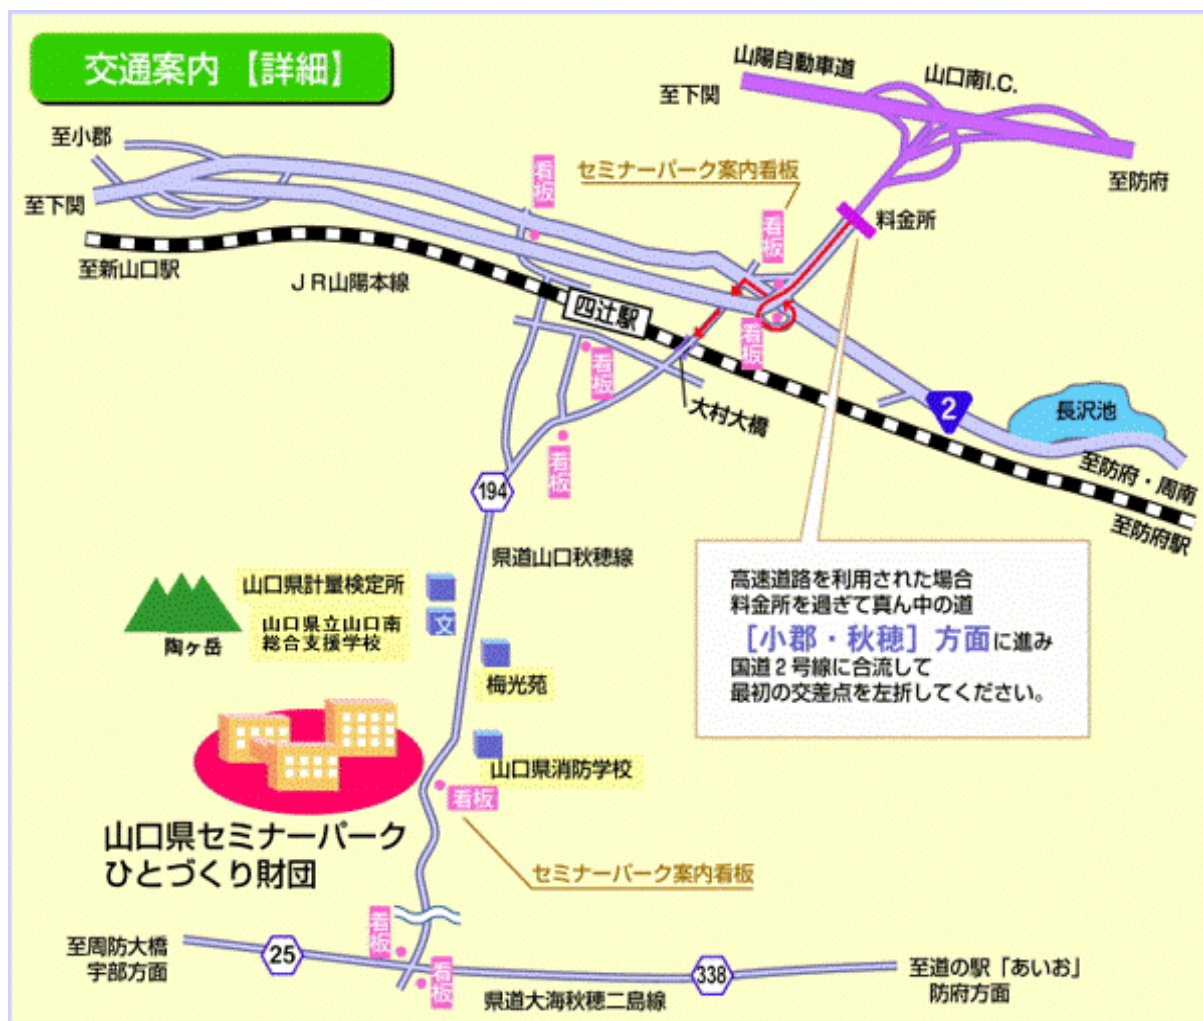 交通案内【詳細】
山陽自動車道
山口南I.C.
至下関
至防府
至小郡
至下関
看板
セミナーパーク案内看板
看板
料金所
至新山口駅
JR山陽本線
四辻駅
看板
看板
大村大橋
2
長沢池
至防府・周南
至防府駅
看板
194
県道山口秋穂線
高速道路を利用された場合
料金所を過ぎて真ん中の道
[小郡・秋穂]方面に進み
国道2号線に合流して
最初の交差点を左折してください。
陶ヶ岳
山口県計量検定所
山口県立山口南
総合支援学校
文
梅光苑
山口県消防学校
看板
山口県セミナーパーク
ひとづくり財団
セミナーパーク案内看板
看板
至周防大橋
宇部方面
25
看板
県道大海秋穂二島線
338
至道の駅「あいお」
防府方面